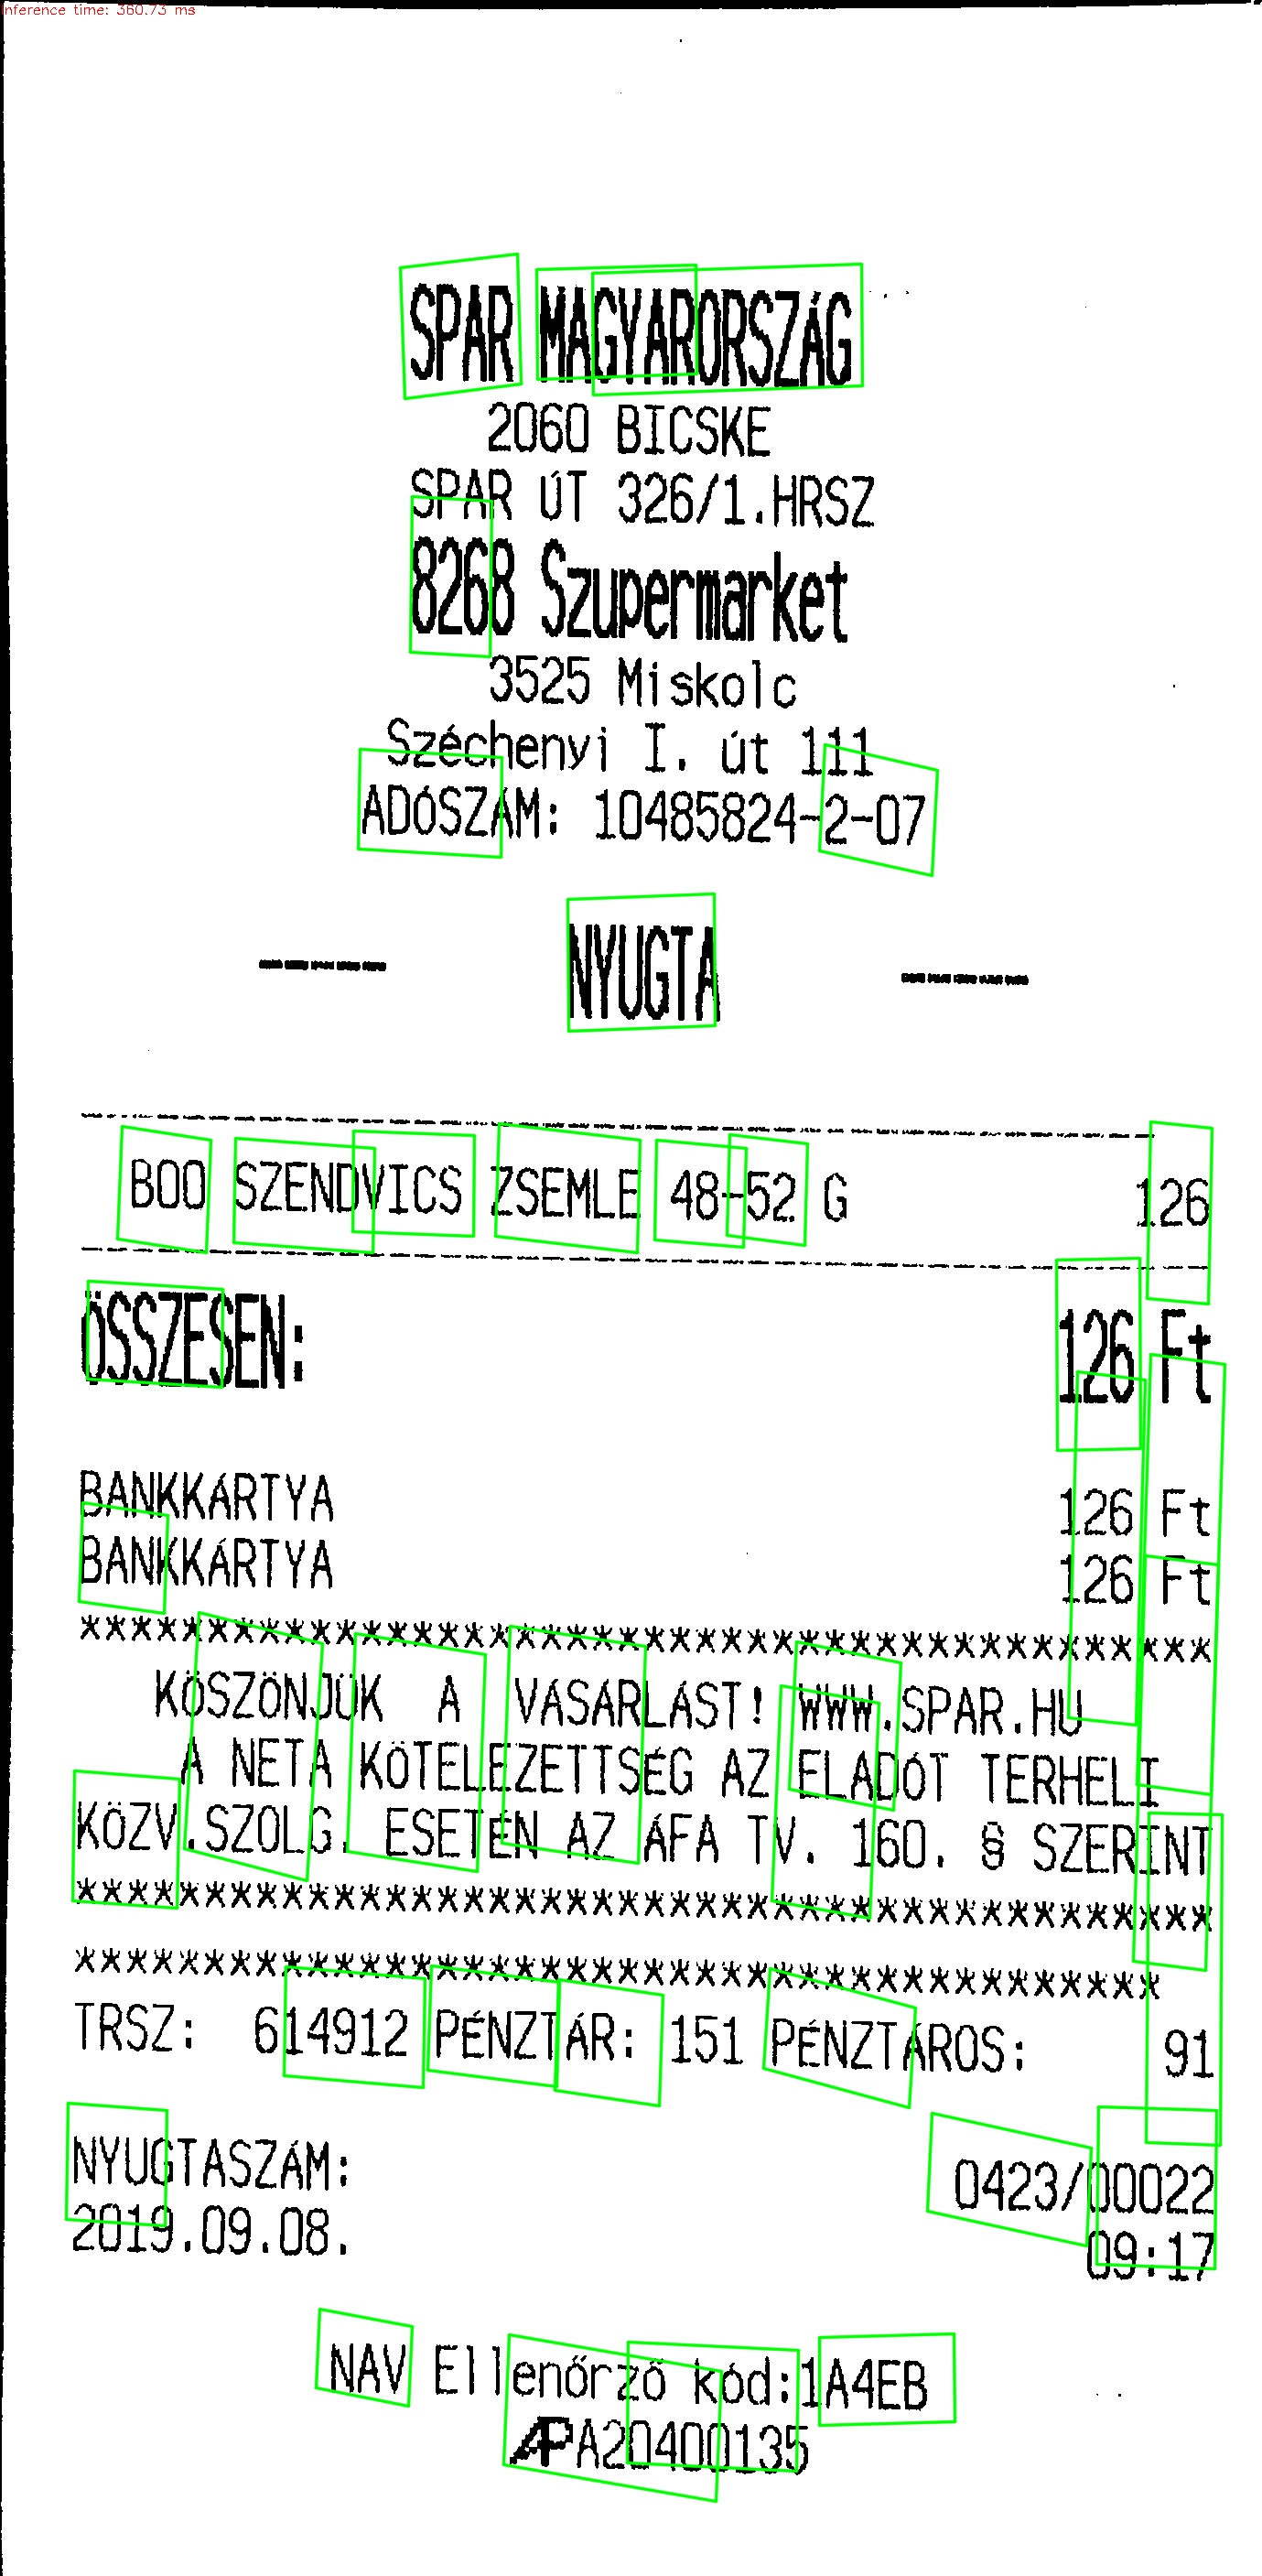 Inference time: 360.73 ms
SPAR MAGYARORSZÁG
2060 BICSKE
SPAR ÚT 326/1.HRSZ
8268 Szupermarket
3525 Miskolc
Széchenyi I. út 111
ADÓSZÁM: 10485824-2-07
NYUGTA
B00 SZENDVICS ZSEMLE 48-52 G 126
ÖSSZESEN: 126 Ft
BANKKÁRTYA 126 Ft
BANKKÁRTYA 126 Ft
********************************************
KÖSZÖNJÜK A VÁSÁRLÁST! WWW.SPAR.HU
A NETA KÖTELEZETTSÉG AZ ELADÓT TERHELI
KÖZV.SZOLG. ESETÉN AZ ÁFA TV. 160. § SZERINT
********************************************
******************************************
TRSZ: 614912 PÉNZTÁR: 151 PÉNZTÁROS: 91
NYUGTASZÁM: 0423/00022
2019.09.08. 09:17
NAV Ellenőrző kód:1A4EB
AP A20400135